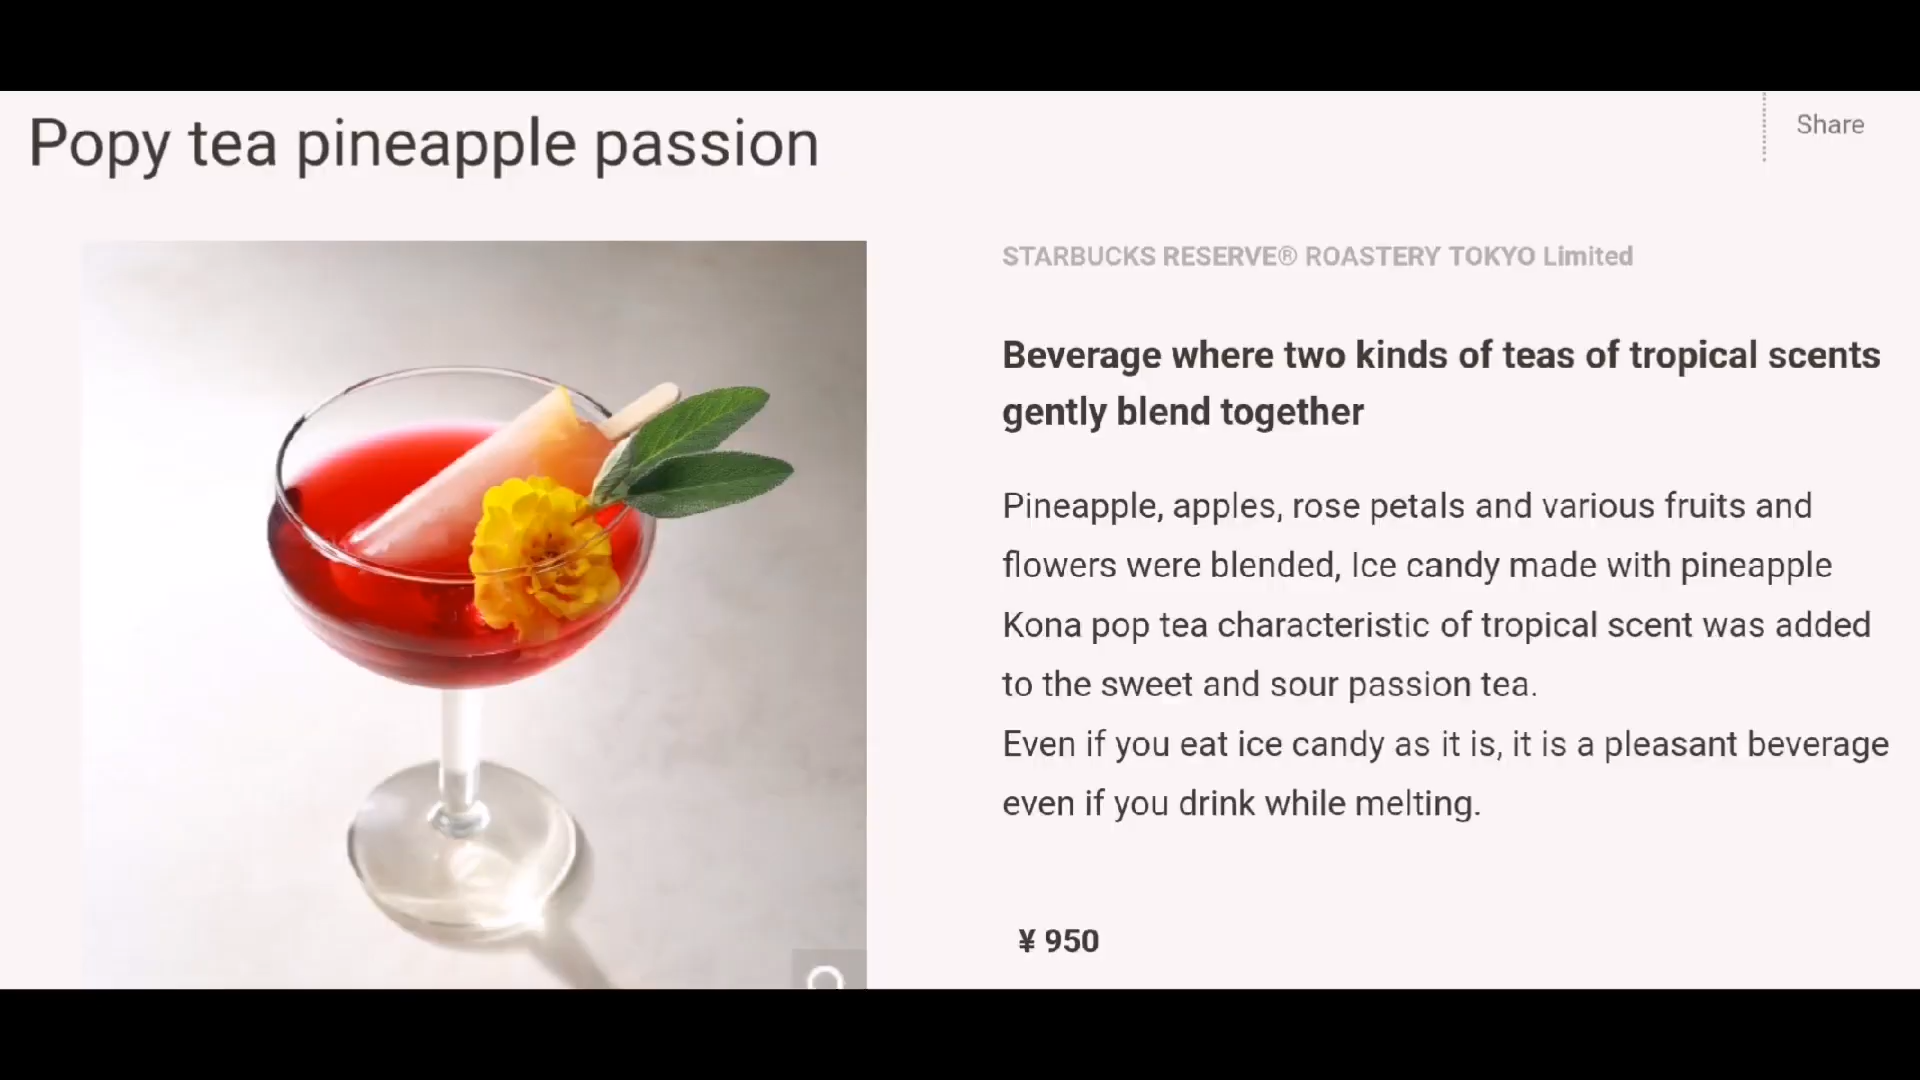 Popy tea pineapple passion
Share
STARBUCKS RESERVE® ROASTERY TOKYO Limited
Beverage where two kinds of teas of tropical scents
gently blend together
Pineapple, apples, rose petals and various fruits and
flowers were blended, Ice candy made with pineapple
Kona pop tea characteristic of tropical scent was added
to the sweet and sour passion tea.
Even if you eat ice candy as it is, it is a pleasant beverage
even if you drink while melting.
¥ 950